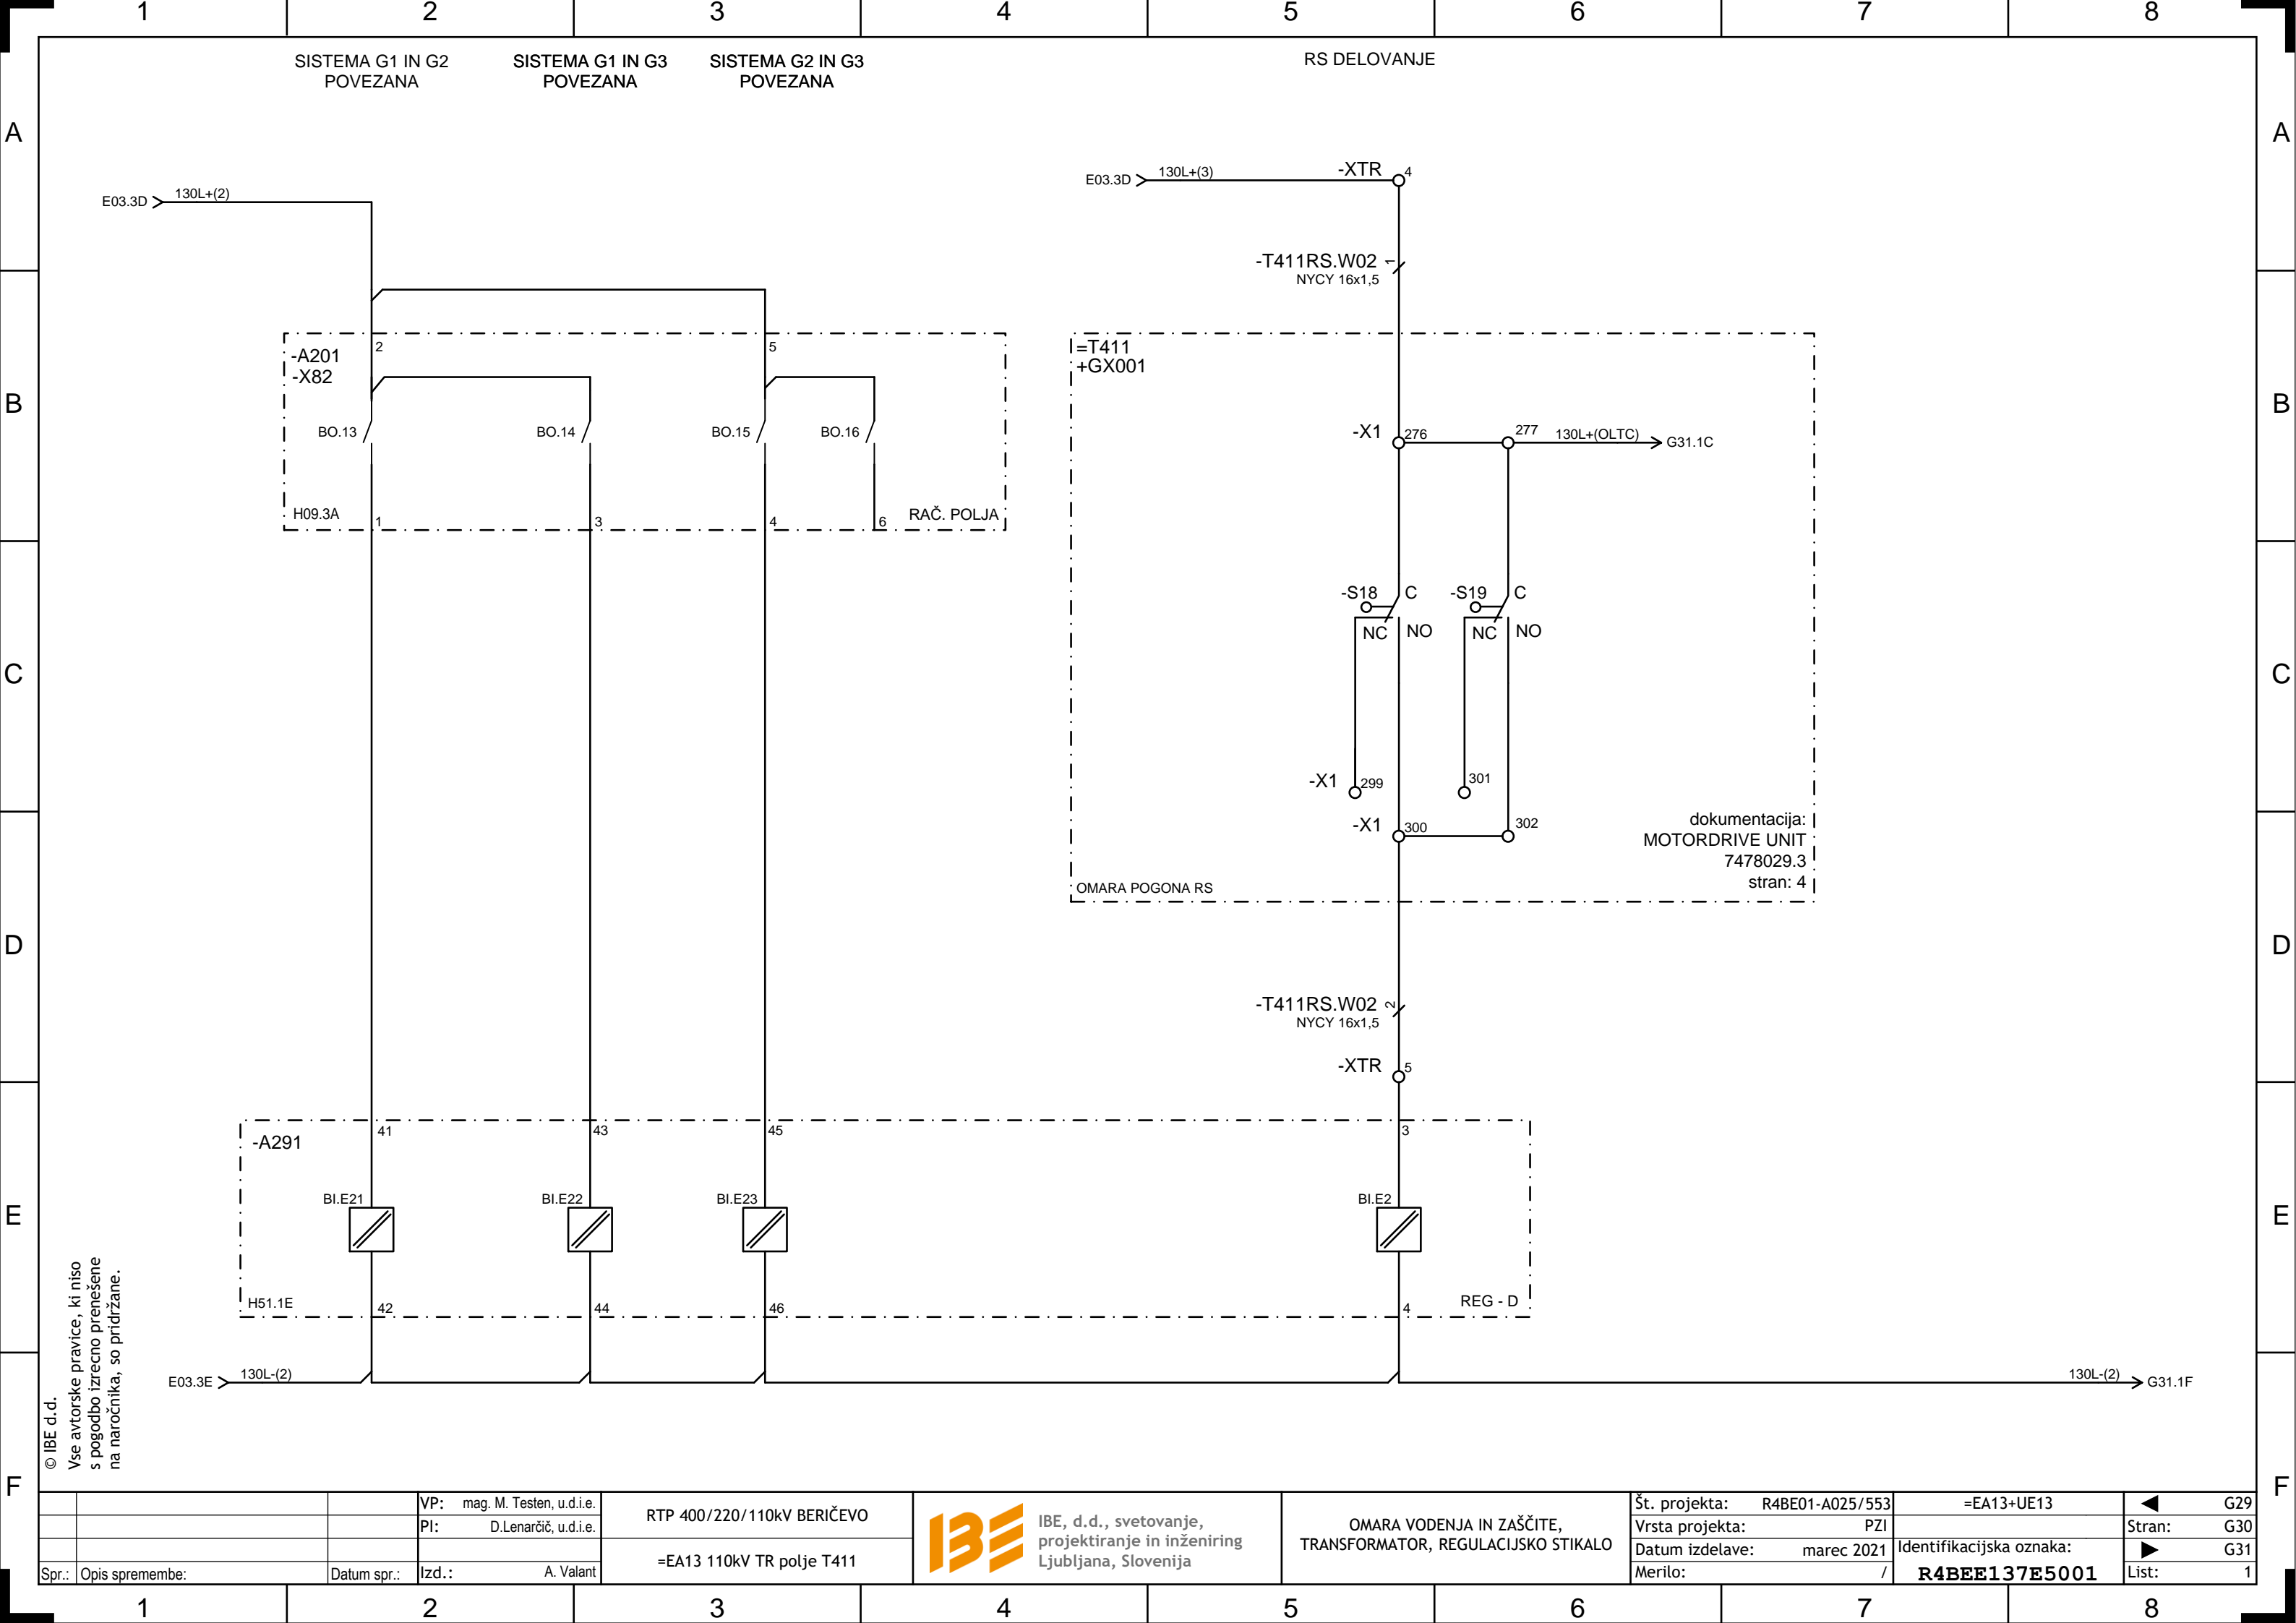 1 2 3 4 5 6 7 8
SISTEMA G1 IN G2
POVEZANA
SISTEMA G1 IN G3
POVEZANA
SISTEMA G2 IN G3
POVEZANA
RS DELOVANJE
A A
E03.3D 130L+(2)
E03.3D 130L+(3) -XTR 4
-T411RS.W02 1
NYCY 16x1,5
-A201
-X82
2 5
=T411
+GX001
B B
BO.13 BO.14 BO.15 BO.16
-X1 276 277 130L+(OLTC) G31.1C
H09.3A 1 3 4 6 RAČ. POLJA
-S18 C -S19 C
NC NO NC NO
C C
-X1 299 301
-X1 300 302
dokumentacija:
MOTORDRIVE UNIT
7478029.3
stran: 4
OMARA POGONA RS
D D
-T411RS.W02 2
NYCY 16x1,5
-XTR 5
-A291 41 43 45 3
BI.E21 BI.E22 BI.E23 BI.E2
E E
H51.1E 42 44 46 4 REG - D
E03.3E 130L-(2) 130L-(2) G31.1F
© IBE d.d.
Vse avtorske pravice, ki niso
s pogodbo izrecno prenešene
na naročnika, so pridržane.
F F
Spr.: Opis spremembe: Datum spr.:
VP: mag. M. Testen, u.d.i.e.
PI: D.Lenarčič, u.d.i.e.
Izd.: A. Valant
RTP 400/220/110kV BERIČEVO
=EA13 110kV TR polje T411
IBE
IBE, d.d., svetovanje,
projektiranje in inženiring
Ljubljana, Slovenija
OMARA VODENJA IN ZAŠČITE,
TRANSFORMATOR, REGULACIJSKO STIKALO
Št. projekta: R4BE01-A025/553
Vrsta projekta: PZI
Datum izdelave: marec 2021
Merilo: /
=EA13+UE13
Identifikacijska oznaka:
R4BEE137E5001
G29
Stran: G30
G31
List: 1
1 2 3 4 5 6 7 8